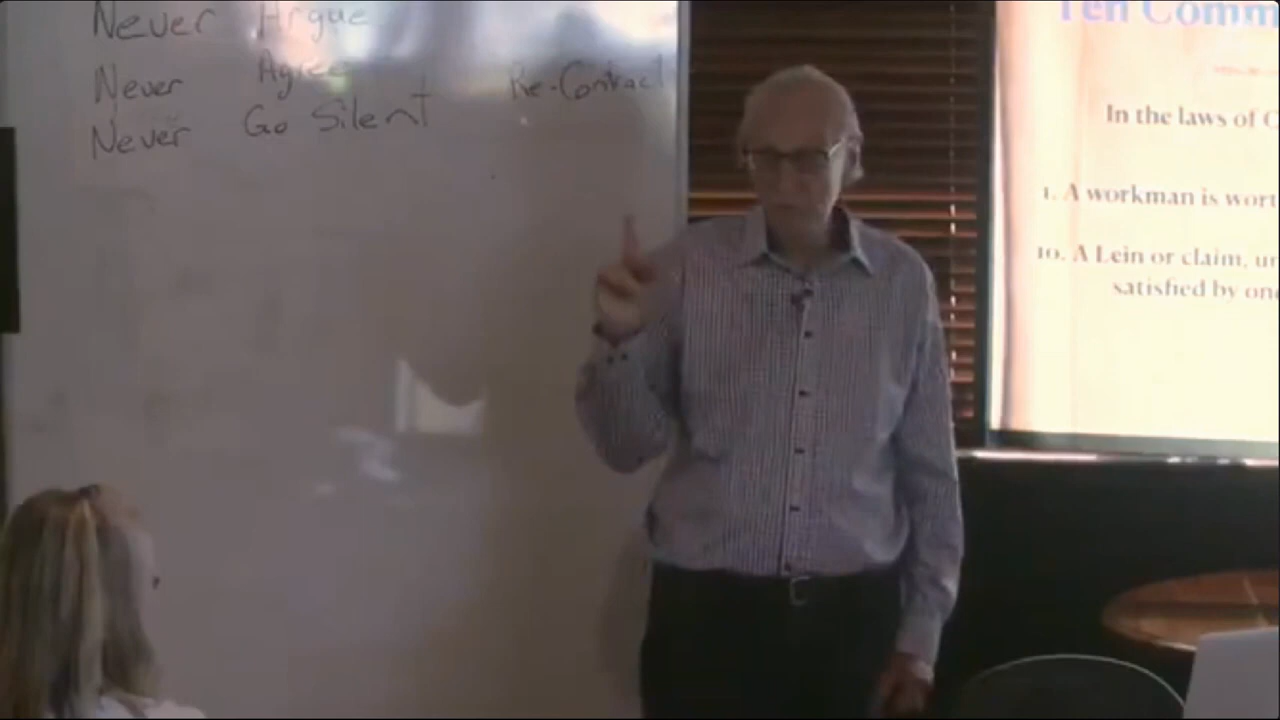 Never Argue
Never Agree Re-Contract
Never Go Silent
Ten Comm
In the laws of C
1. A workman is wort
10. A Lein or claim, un
satisfied by one